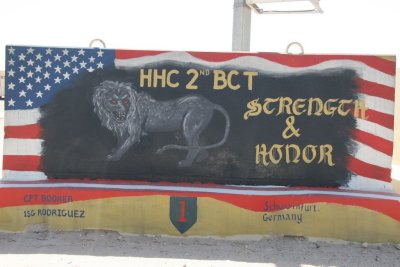 HHC 2ND BCT
STRENGTH
&
HONOR
CPT BOOKER
1SG RODRIGUEZ
1
Schweinfurt,
Germany